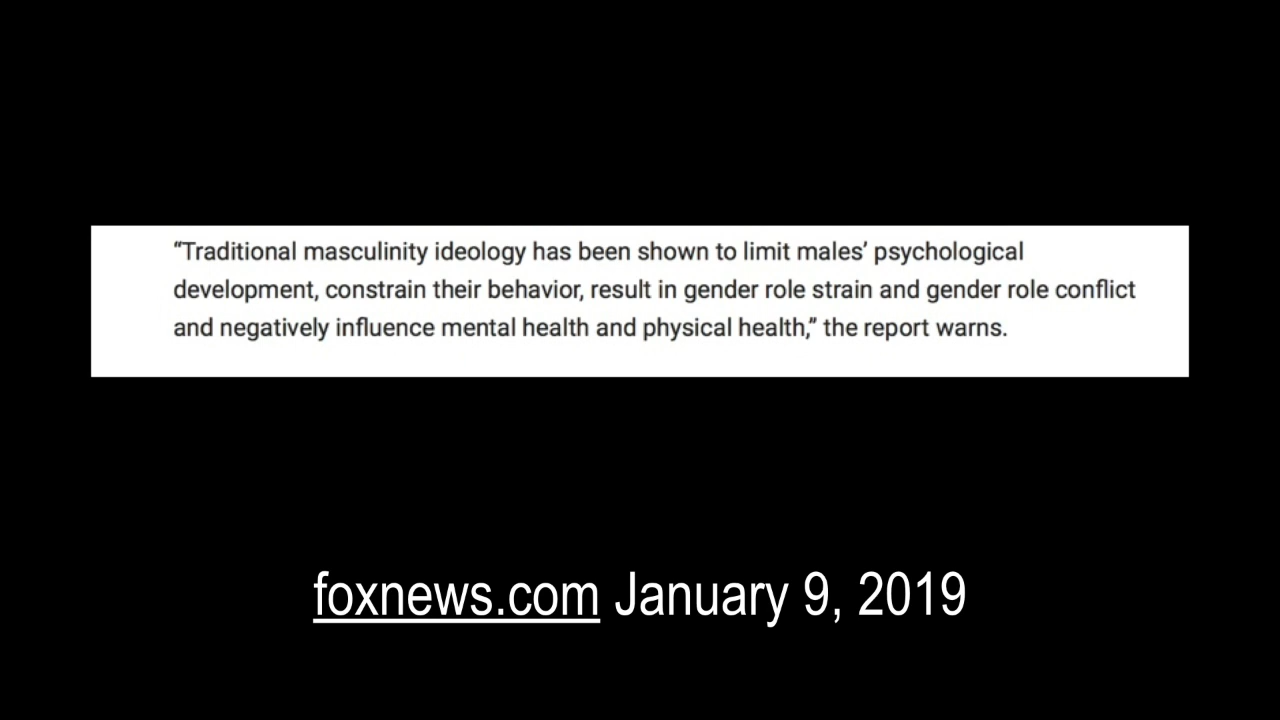 “Traditional masculinity ideology has been shown to limit males’ psychological
development, constrain their behavior, result in gender role strain and gender role conflict
and negatively influence mental health and physical health,” the report warns.
foxnews.com January 9, 2019